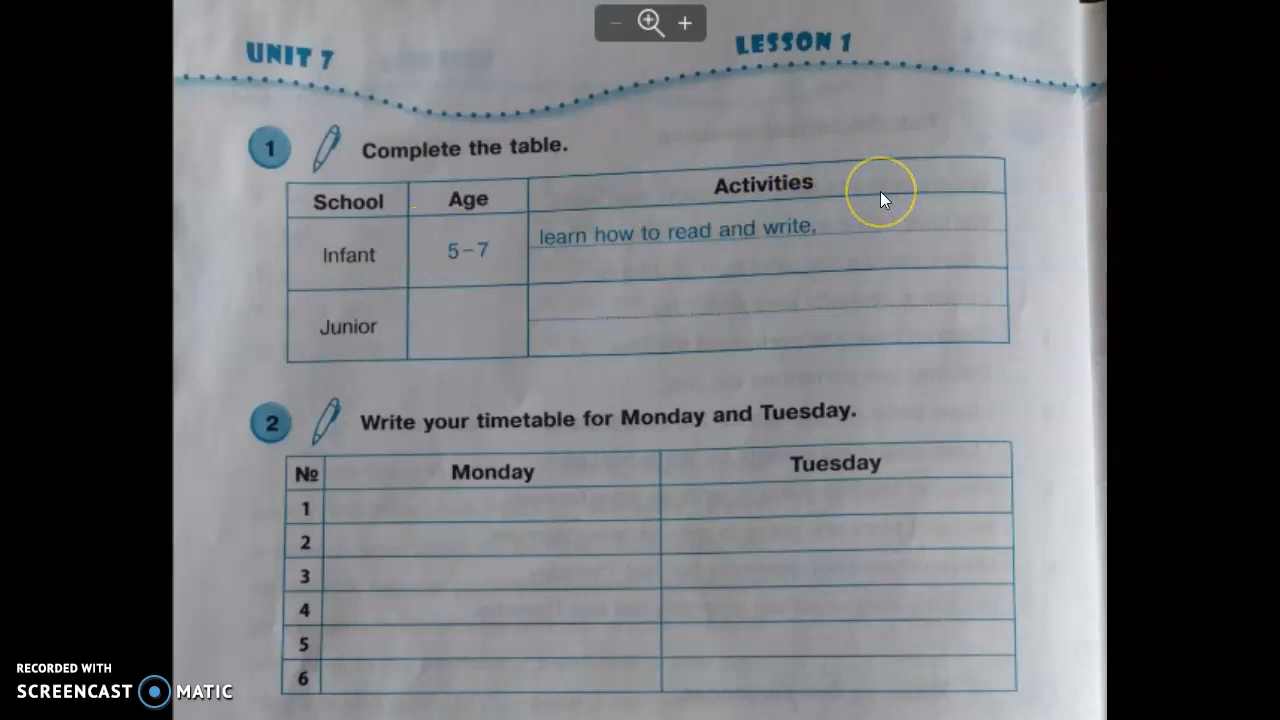 UNIT 7
LESSON 1
1 Complete the table.
School Age Activities
Infant 5–7 learn how to read and write,
Junior
2 Write your timetable for Monday and Tuesday.
№ Monday Tuesday
1
2
3
4
5
6
RECORDED WITH
SCREENCAST MATIC